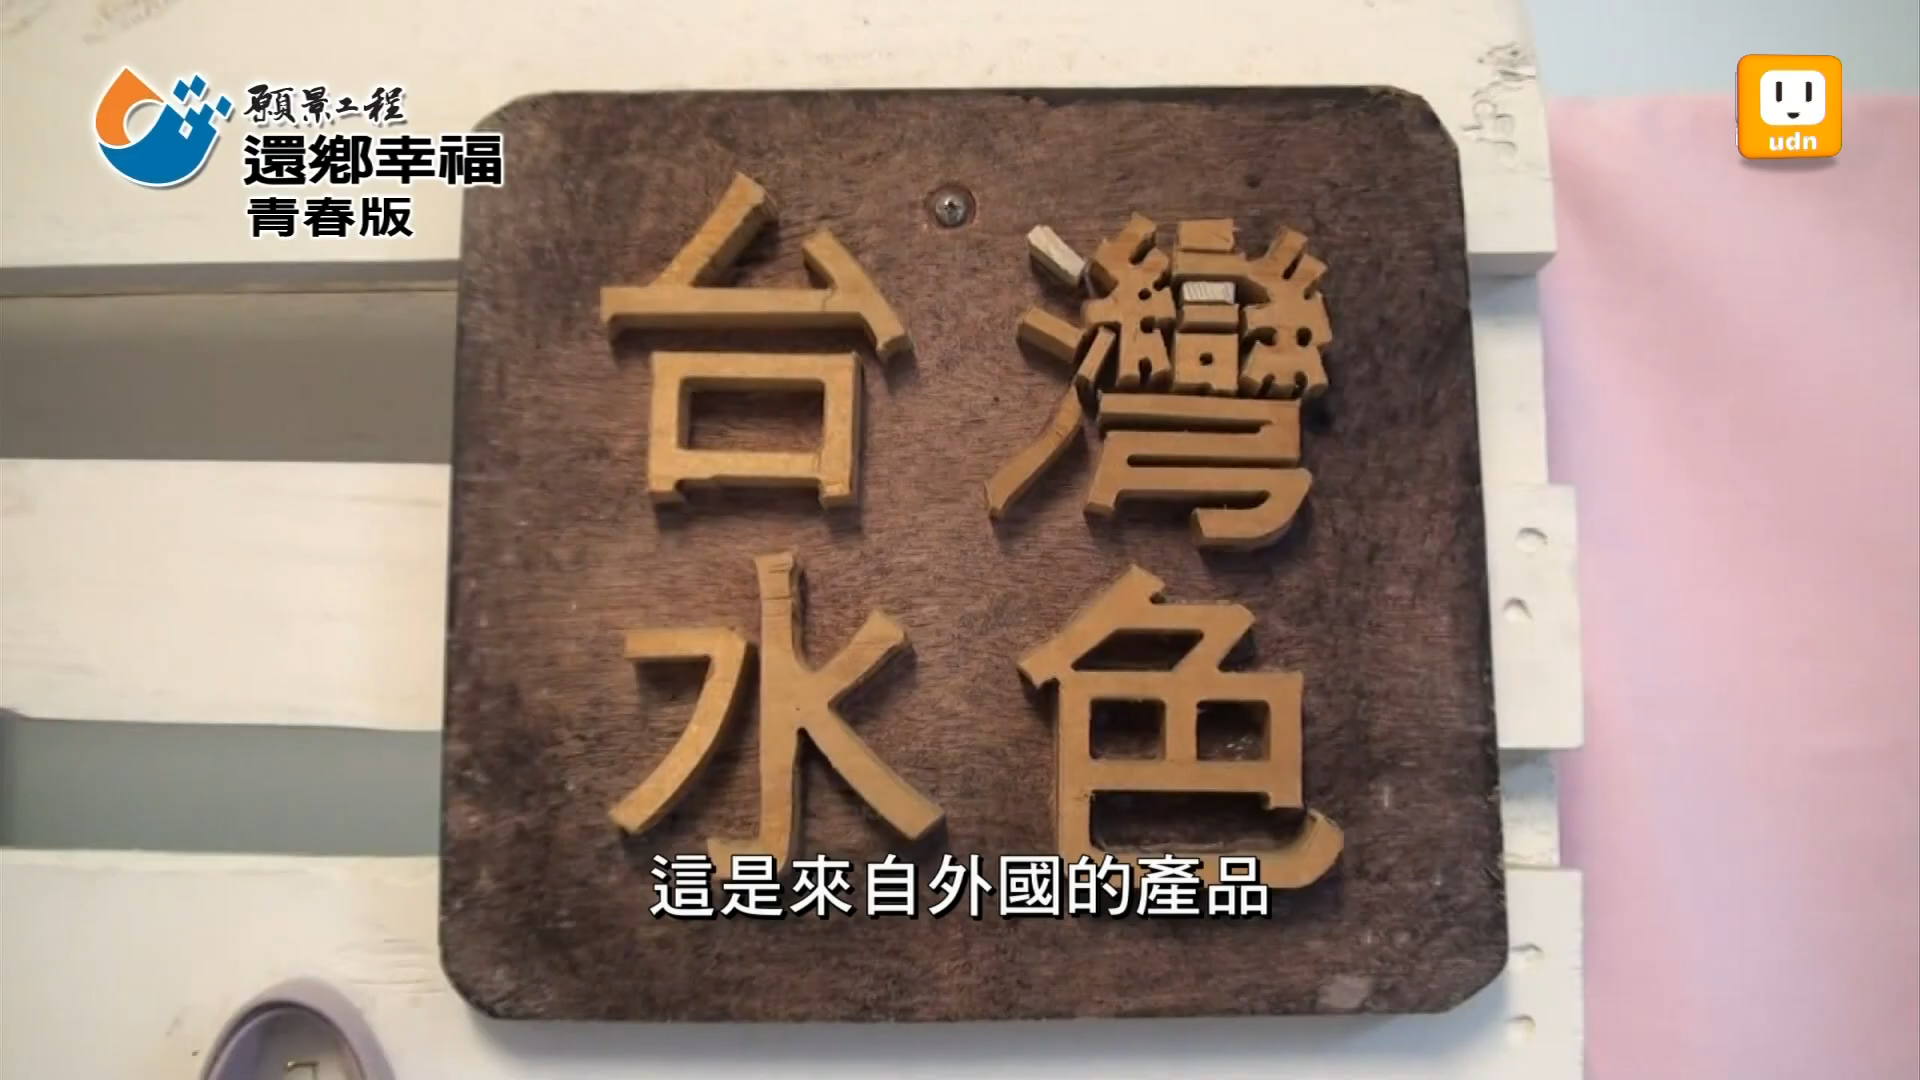 願景工程
還鄉幸福
青春版
udn
台灣
水色
這是來自外國的產品